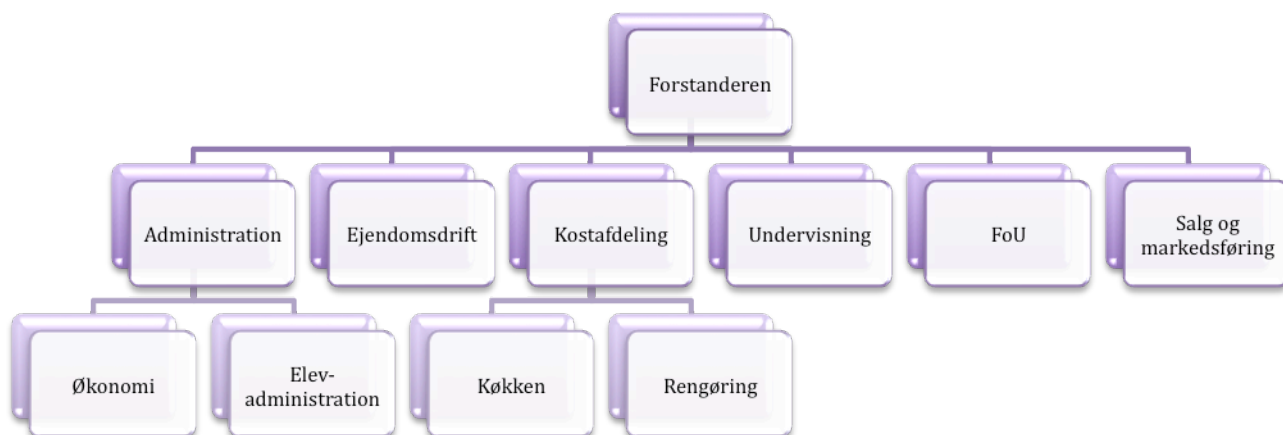 Forstanderen
Administration
Ejendomsdrift
Kostafdeling
Undervisning
FoU
Salg og
markedsføring
Økonomi
Elev-
administration
Køkken
Rengøring